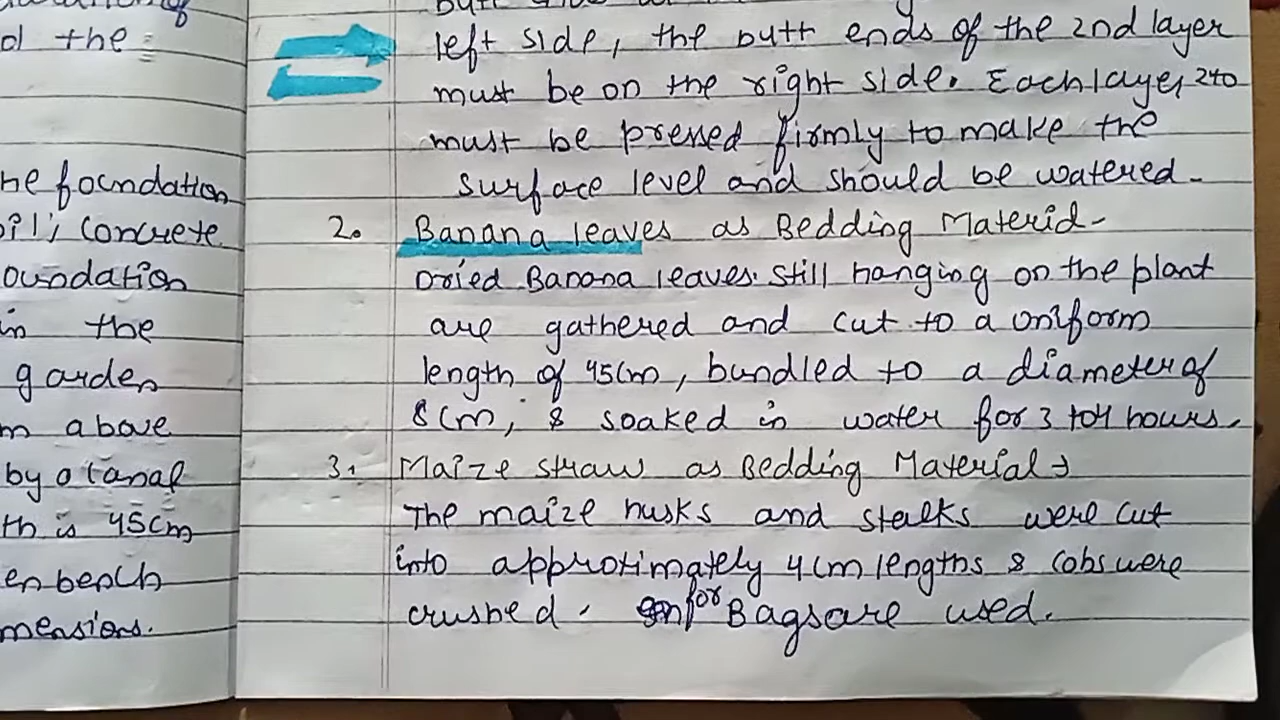 d the
left side, the butt ends of the 2nd layer
must be on the right side. Each layer 2to
must be pressed firmly to make the
surface level and should be watered-
2. Banana leaves as Bedding Material-
Dried Banana leaves. still hanging on the plant
are gathered and cut to a uniform
length of 45cm, bundled to a diameter of
8cm, & soaked in water for 3 to4 hours.
3. Maize straw as Bedding Material→
The maize husks and stalks were cut
into approximately 4cm lengths & cobs were
crushed. for Bags are used.
he foundation
oil, concrete
oundation
in the
garden
m above
by a canal
th is 45cm
en bench
mensions.